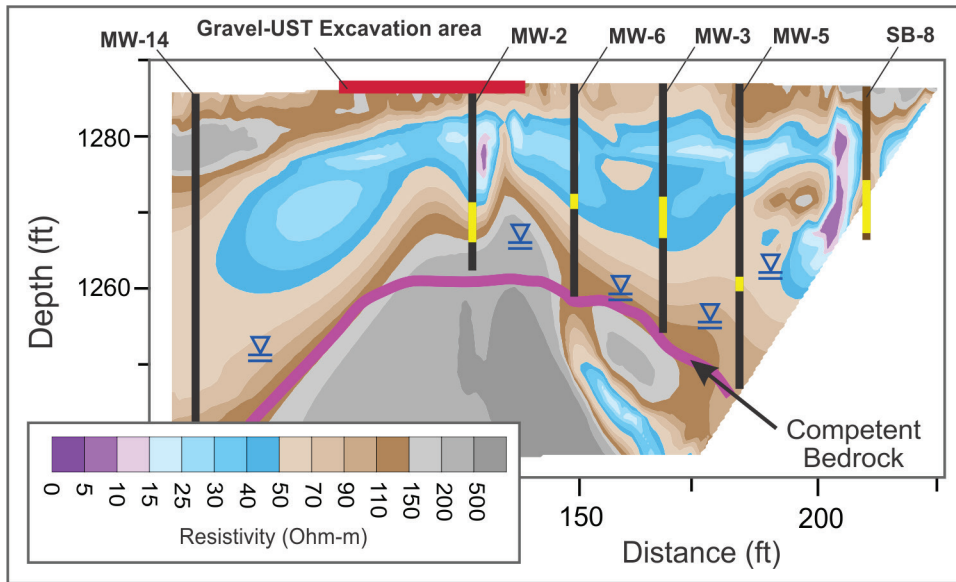 Gravel-UST Excavation area
MW-14
MW-2
MW-6
MW-3
MW-5
SB-8
1280
1260
Depth (ft)
Competent
Bedrock
0
5
10
15
25
30
40
50
70
90
110
150
200
500
Resistivity (Ohm-m)
150
200
Distance (ft)